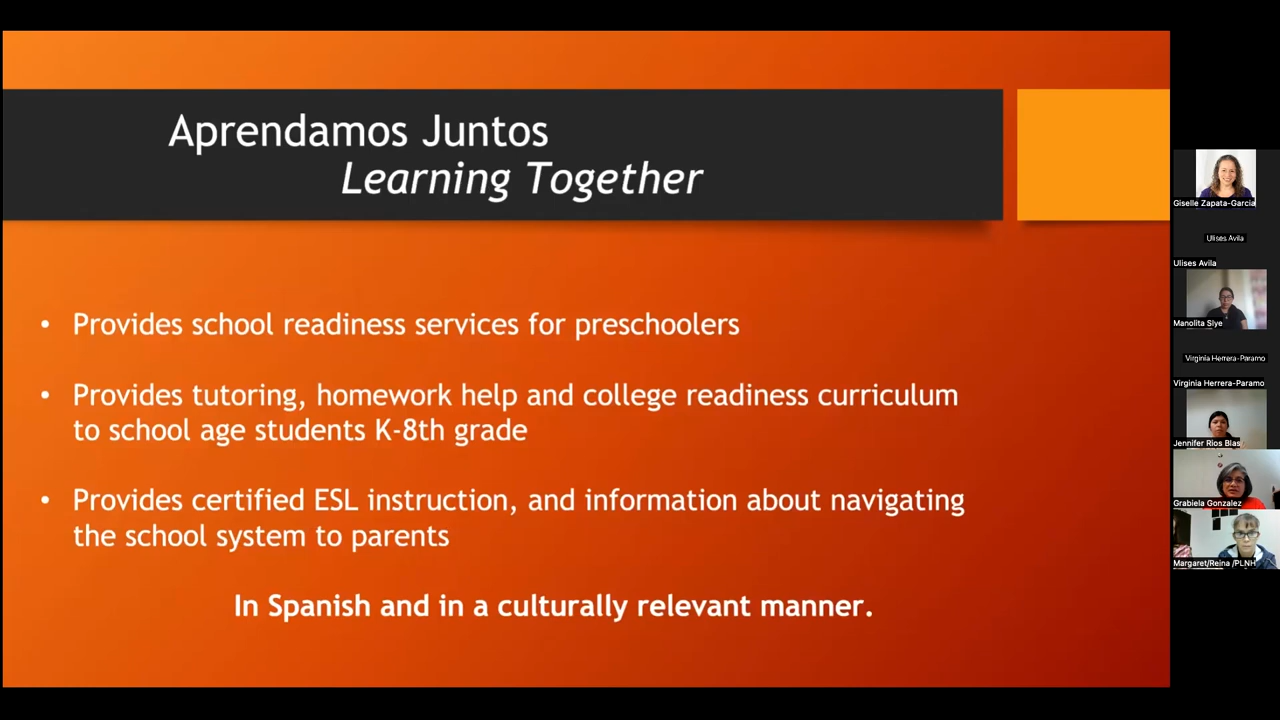 Aprendamos Juntos
Learning Together
• Provides school readiness services for preschoolers
• Provides tutoring, homework help and college readiness curriculum
to school age students K-8th grade
• Provides certified ESL instruction, and information about navigating
the school system to parents
In Spanish and in a culturally relevant manner.
Giselle Zapata-Garcia
Ulises Avila
Ulises Avila
Manolita Slye
Virginia Herrera-Paramo
Virginia Herrera-Paramo
Jennifer Rios Blas
Grabiela Gonzalez
Margaret/Reina /PLNH